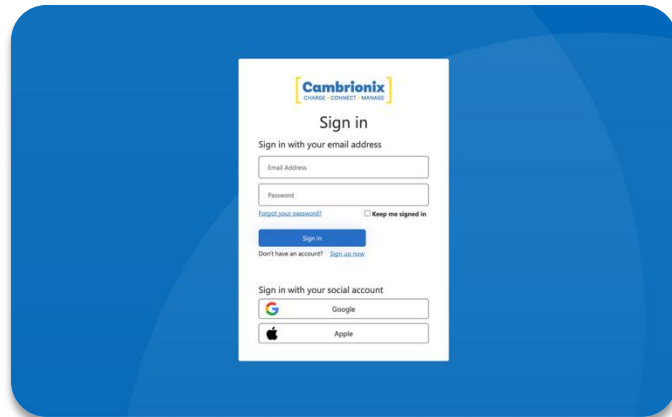 Cambrionix
CHARGE - CONNECT - MANAGE
Sign in
Sign in with your email address
Email Address
Password
Forgot your password?
Keep me signed in
Sign in
Don't have an account? Sign up now
Sign in with your social account
Google
Apple